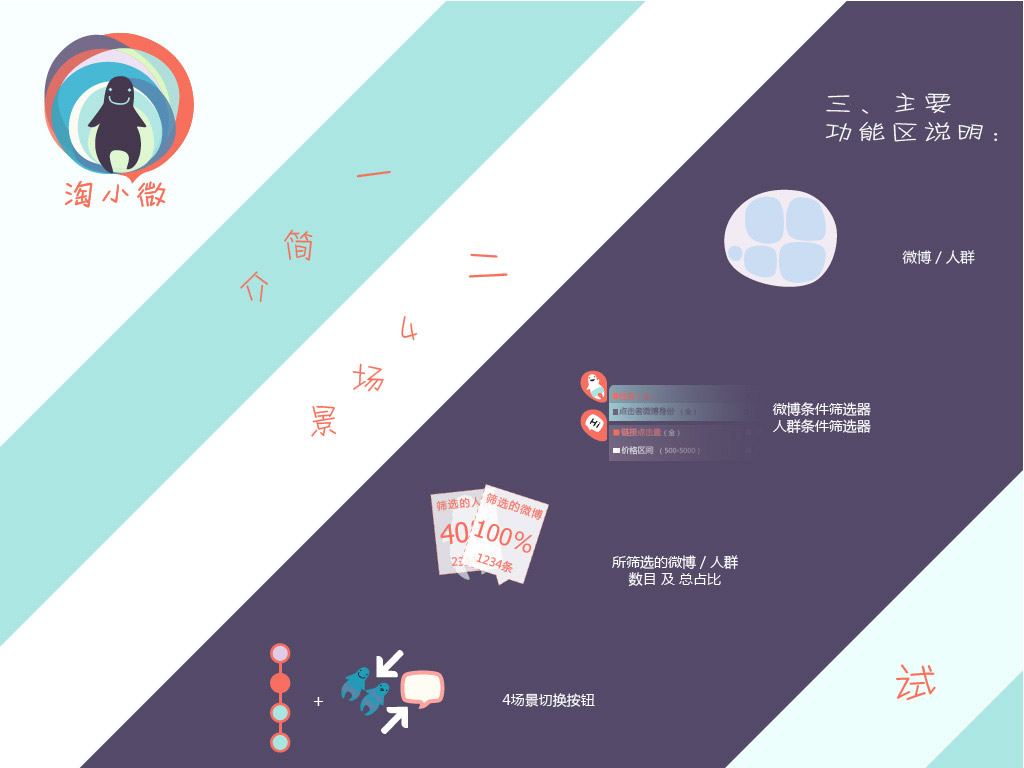 淘小微
一
简
介
二
4
场
景
三、主要
功能区说明：
微博 / 人群
点击者微博身份 （ 全 ）
Hi
链接点击量（ 全 ）
价格区间 （ 500-5000 ）
微博条件筛选器
人群条件筛选器
筛选的人
筛选的微博
40
100%
1234条
所筛选的微博 / 人群
数目 及 总占比
+
4场景切换按钮
试